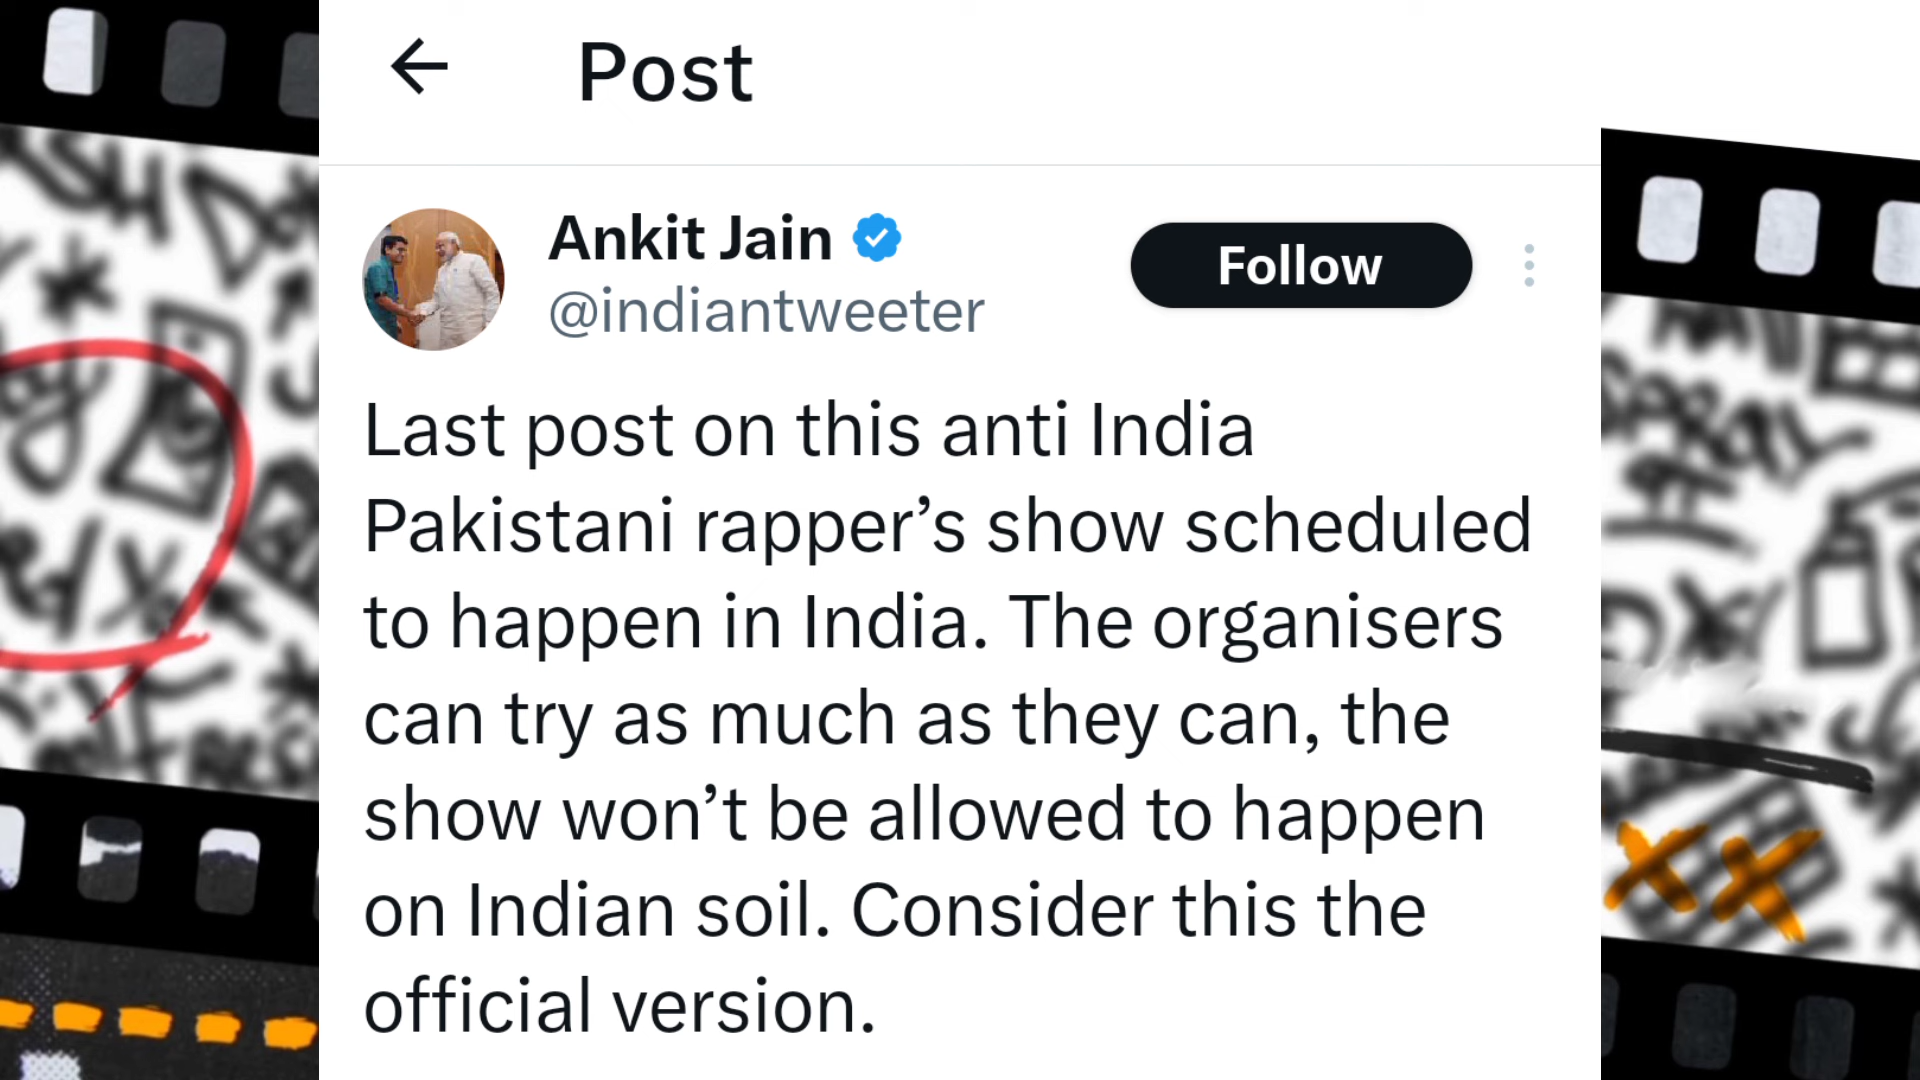 Post
Ankit Jain
Follow
@indiantweeter
Last post on this anti India
Pakistani rapper’s show scheduled
to happen in India. The organisers
can try as much as they can, the
show won’t be allowed to happen
on Indian soil. Consider this the
official version.